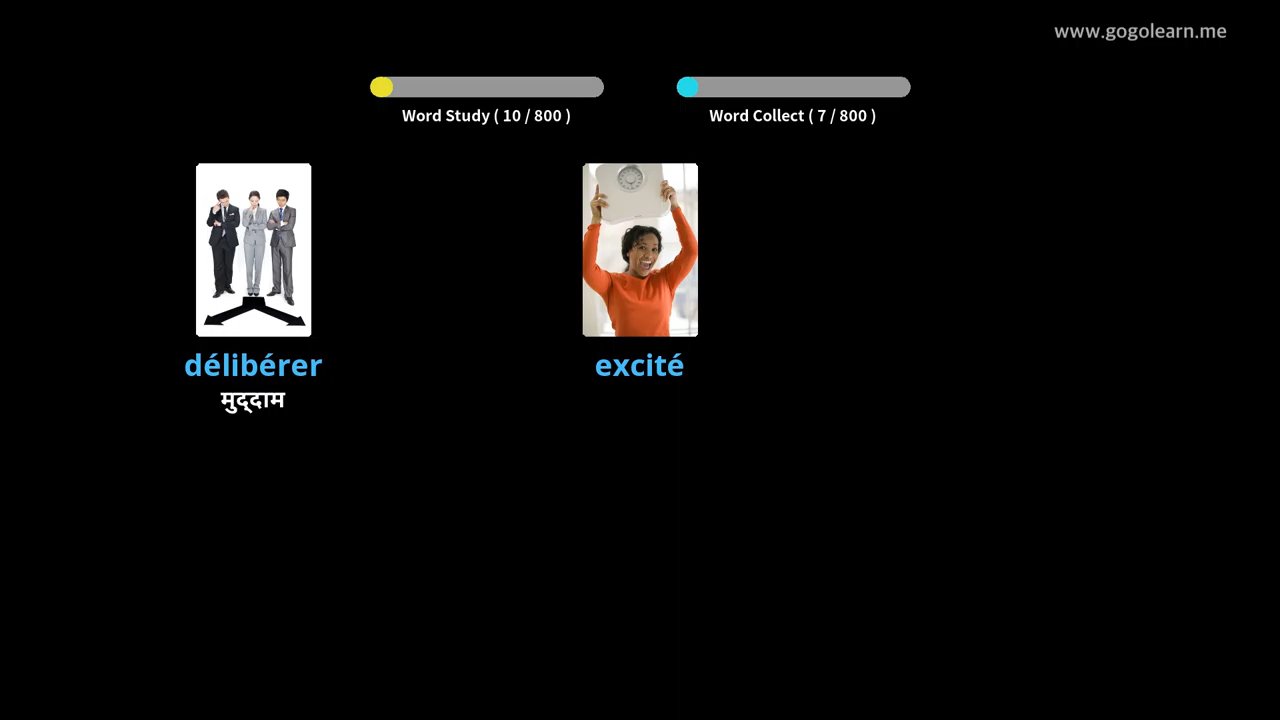 www.gogolearn.me
Word Study ( 10 / 800 )
Word Collect ( 7 / 800 )
délibérer
excité
मुद्दाम